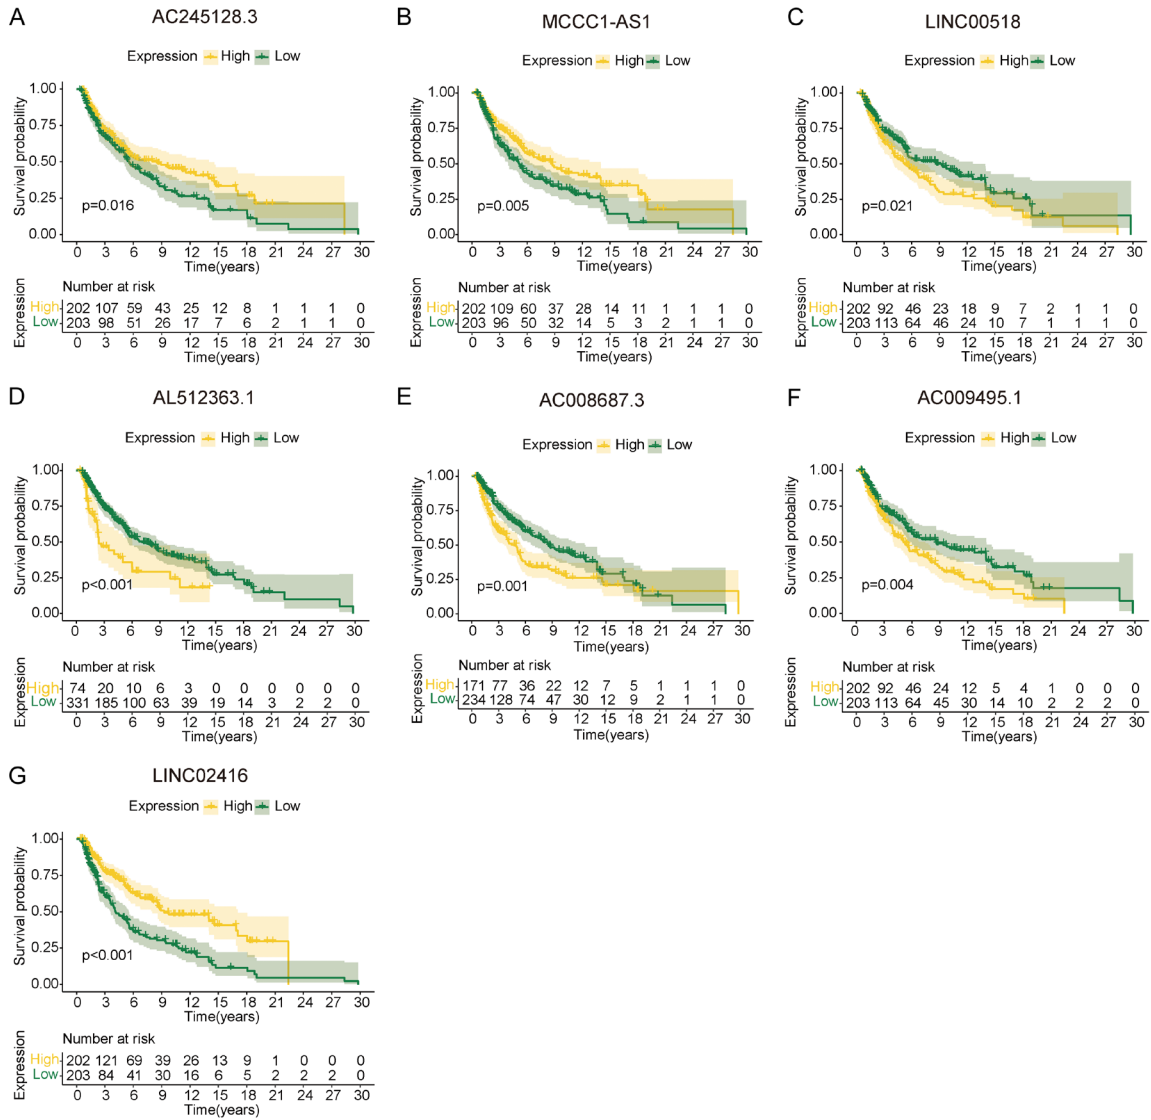 A
AC245128.3
Expression High Low
Survival probability
1.00
0.75
0.50
0.25
0.00
p=0.016
0 3 6 9 12 15 18 21 24 27 30
Time(years)
Number at risk
Expression
High 202 107 59 43 25 12 8 1 1 1 0
Low 203 98 51 26 17 7 6 2 1 1 0
0 3 6 9 12 15 18 21 24 27 30
Time(years)
B
MCCC1-AS1
Expression High Low
Survival probability
1.00
0.75
0.50
0.25
0.00
p=0.005
0 3 6 9 12 15 18 21 24 27 30
Time(years)
Number at risk
Expression
High 202 109 60 37 28 14 11 1 1 1 0
Low 203 96 50 32 14 5 3 2 1 1 0
0 3 6 9 12 15 18 21 24 27 30
Time(years)
C
LINC00518
Expression High Low
Survival probability
1.00
0.75
0.50
0.25
0.00
p=0.021
0 3 6 9 12 15 18 21 24 27 30
Time(years)
Number at risk
Expression
High 202 92 46 23 18 9 7 2 1 1 0
Low 203 113 64 46 24 10 7 1 1 1 0
0 3 6 9 12 15 18 21 24 27 30
Time(years)
D
AL512363.1
Expression High Low
Survival probability
1.00
0.75
0.50
0.25
0.00
p<0.001
0 3 6 9 12 15 18 21 24 27 30
Time(years)
Number at risk
Expression
High 74 20 10 6 3 0 0 0 0 0 0
Low 331 185 100 63 39 19 14 3 2 2 0
0 3 6 9 12 15 18 21 24 27 30
Time(years)
E
AC008687.3
Expression High Low
Survival probability
1.00
0.75
0.50
0.25
0.00
p=0.001
0 3 6 9 12 15 18 21 24 27 30
Time(years)
Number at risk
Expression
High 171 77 36 22 12 7 5 1 1 1 0
Low 234 128 74 47 30 12 9 2 1 1 0
0 3 6 9 12 15 18 21 24 27 30
Time(years)
F
AC009495.1
Expression High Low
Survival probability
1.00
0.75
0.50
0.25
0.00
p=0.004
0 3 6 9 12 15 18 21 24 27 30
Time(years)
Number at risk
Expression
High 202 92 46 24 12 5 4 1 0 0 0
Low 203 113 64 45 30 14 10 2 2 2 0
0 3 6 9 12 15 18 21 24 27 30
Time(years)
G
LINC02416
Expression High Low
Survival probability
1.00
0.75
0.50
0.25
0.00
p<0.001
0 3 6 9 12 15 18 21 24 27 30
Time(years)
Number at risk
Expression
High 202 121 69 39 26 13 9 1 0 0 0
Low 203 84 41 30 16 6 5 2 2 2 0
0 3 6 9 12 15 18 21 24 27 30
Time(years)